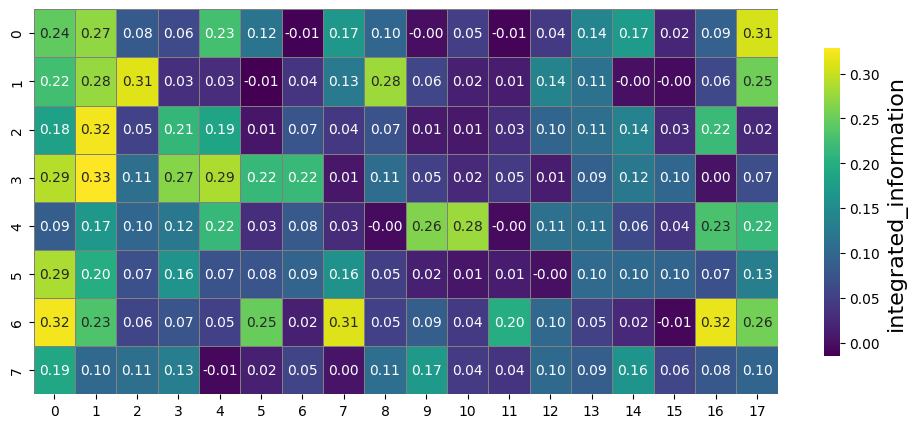 0 0.24 0.27 0.08 0.06 0.23 0.12 -0.01 0.17 0.10 -0.00 0.05 -0.01 0.04 0.14 0.17 0.02 0.09 0.31
1 0.22 0.28 0.31 0.03 0.03 -0.01 0.04 0.13 0.28 0.06 0.02 0.01 0.14 0.11 -0.00 -0.00 0.06 0.25
2 0.18 0.32 0.05 0.21 0.19 0.01 0.07 0.04 0.07 0.01 0.01 0.03 0.10 0.11 0.14 0.03 0.22 0.02
3 0.29 0.33 0.11 0.27 0.29 0.22 0.22 0.01 0.11 0.05 0.02 0.05 0.01 0.09 0.12 0.10 0.00 0.07
4 0.09 0.17 0.10 0.12 0.22 0.03 0.08 0.03 -0.00 0.26 0.28 -0.00 0.11 0.11 0.06 0.04 0.23 0.22
5 0.29 0.20 0.07 0.16 0.07 0.08 0.09 0.16 0.05 0.02 0.01 0.01 -0.00 0.10 0.10 0.10 0.07 0.13
6 0.32 0.23 0.06 0.07 0.05 0.25 0.02 0.31 0.05 0.09 0.04 0.20 0.10 0.05 0.02 -0.01 0.32 0.26
7 0.19 0.10 0.11 0.13 -0.01 0.02 0.05 0.00 0.11 0.17 0.04 0.04 0.10 0.09 0.16 0.06 0.08 0.10
0 1 2 3 4 5 6 7 8 9 10 11 12 13 14 15 16 17
0.30
0.25
0.20
0.15
0.10
0.05
0.00
integrated_information